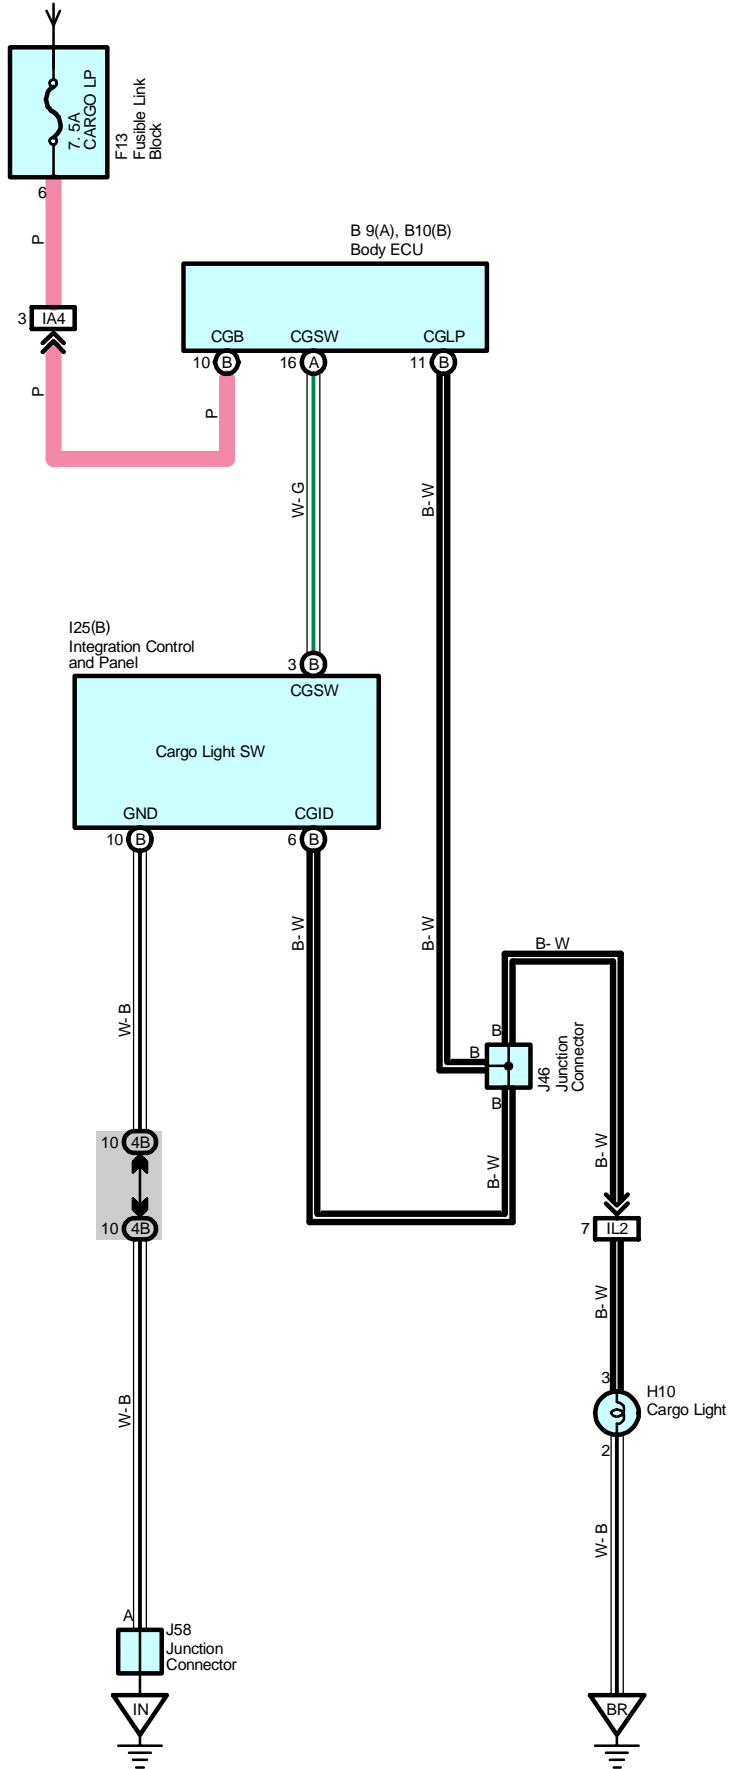 7. 5A
CARGO LP
F13
Fusible Link
Block
6
P
3 IA4
P
B 9(A), B10(B)
Body ECU
CGB CGSW CGLP
10 B 16 A 11 B
P
W- G
B- W
I25(B)
Integration Control
and Panel
3 B
CGSW
Cargo Light SW
GND CGID
10 B 6 B
B- W
B- W
B- W
W- B
B
B
B
J46
Junction
Connector
10 4B
10 4B
B- W
B- W
7 IL2
B- W
3
H10
Cargo Light
2
W- B
W- B
A
J58
Junction
Connector
IN
BR